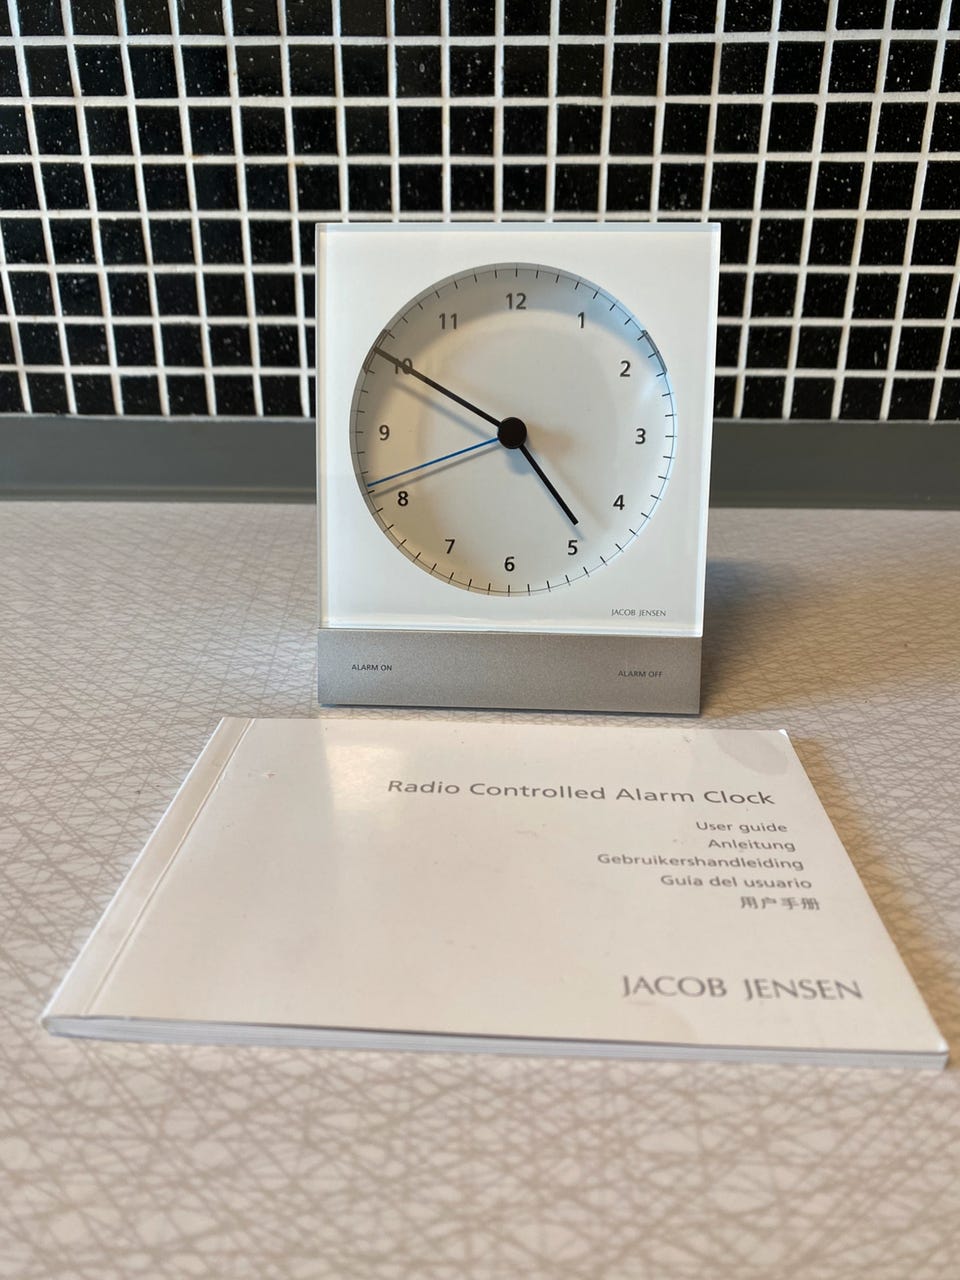 12
11
1
10
2
9
3
8
4
7
5
6
JACOB JENSEN
ALARM ON
ALARM OFF
Radio Controlled Alarm Clock
User guide
Anleitung
Gebruikershandleiding
Guía del usuario
用户手册
JACOB JENSEN